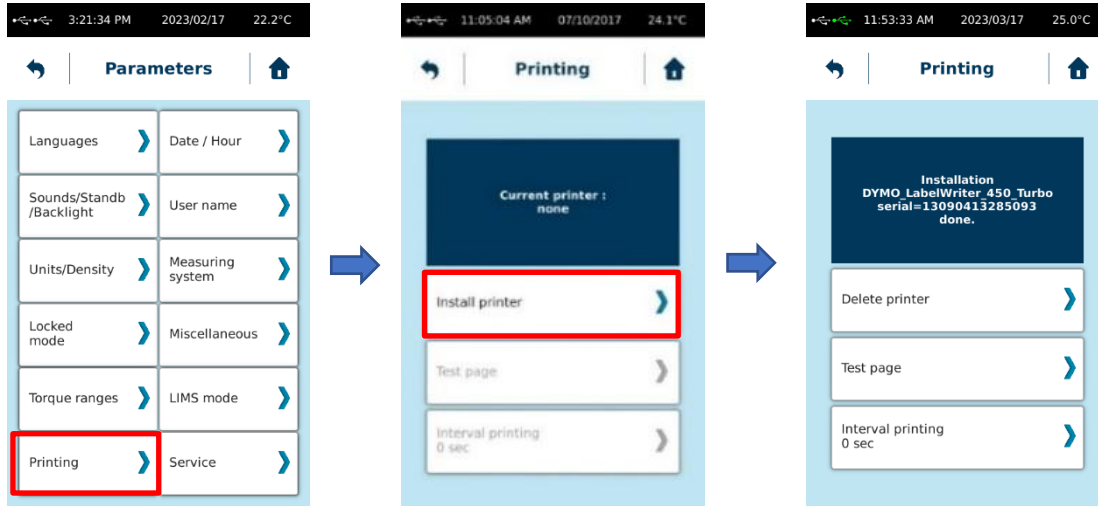 3:21:34 PM 2023/02/17 22.2°C
Parameters
Languages
Date / Hour
Sounds/Standb
/Backlight
User name
Units/Density
Measuring
system
Locked
mode
Miscellaneous
Torque ranges
LIMS mode
Printing
Service
11:05:04 AM 07/10/2017 24.1°C
Printing
Current printer :
none
Install printer
Test page
Interval printing
0 sec
11:53:33 AM 2023/03/17 25.0°C
Printing
Installation
DYMO_LabelWriter_450_Turbo
serial=13090413285093
done.
Delete printer
Test page
Interval printing
0 sec